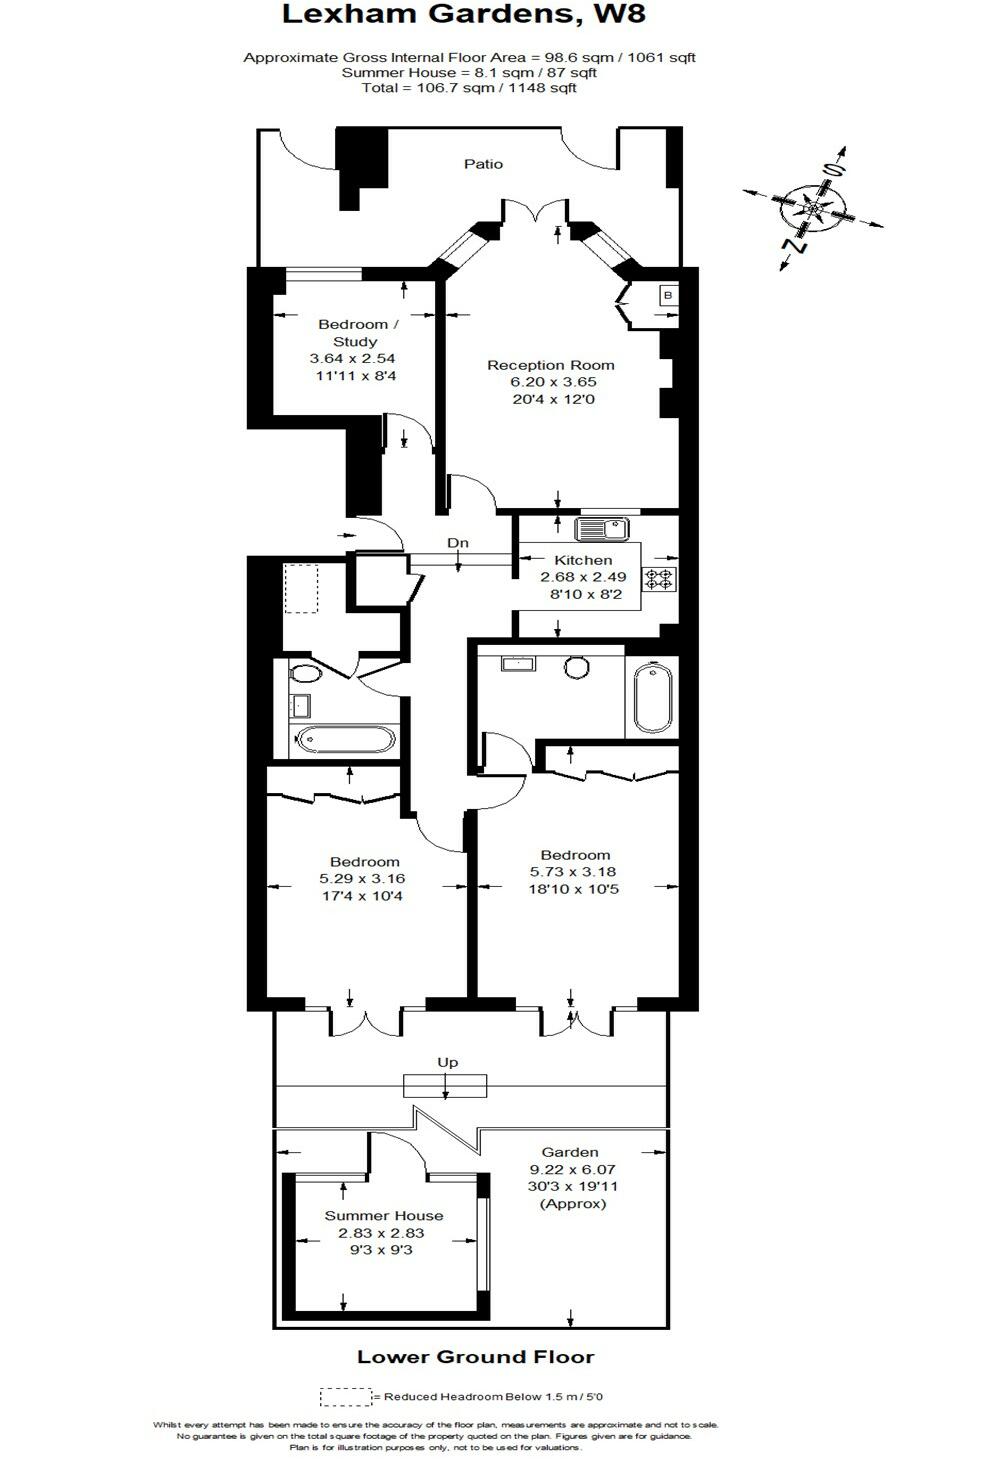 Lexham Gardens, W8
Approximate Gross Internal Floor Area = 98.6 sqm / 1061 sqft
Summer House = 8.1 sqm / 87 sqft
Total = 106.7 sqm / 1148 sqft
Patio
S
N
B
Bedroom /
Study
3.64 x 2.54
11'11 x 8'4
Reception Room
6.20 x 3.65
20'4 x 12'0
Dn
Kitchen
2.68 x 2.49
8'10 x 8'2
Bedroom
5.29 x 3.16
17'4 x 10'4
Bedroom
5.73 x 3.18
18'10 x 10'5
Up
Garden
9.22 x 6.07
30'3 x 19'11
(Approx)
Summer House
2.83 x 2.83
9'3 x 9'3
Lower Ground Floor
= Reduced Headroom Below 1.5 m / 5'0
Whilst every attempt has been made to ensure the accuracy of the floor plan, measurements are approximate and not to scale.
No guarantee is given on the total square footage of the property quoted on the plan. Figures given are for guidance.
Plan is for illustration purposes only, not to be used for valuations.